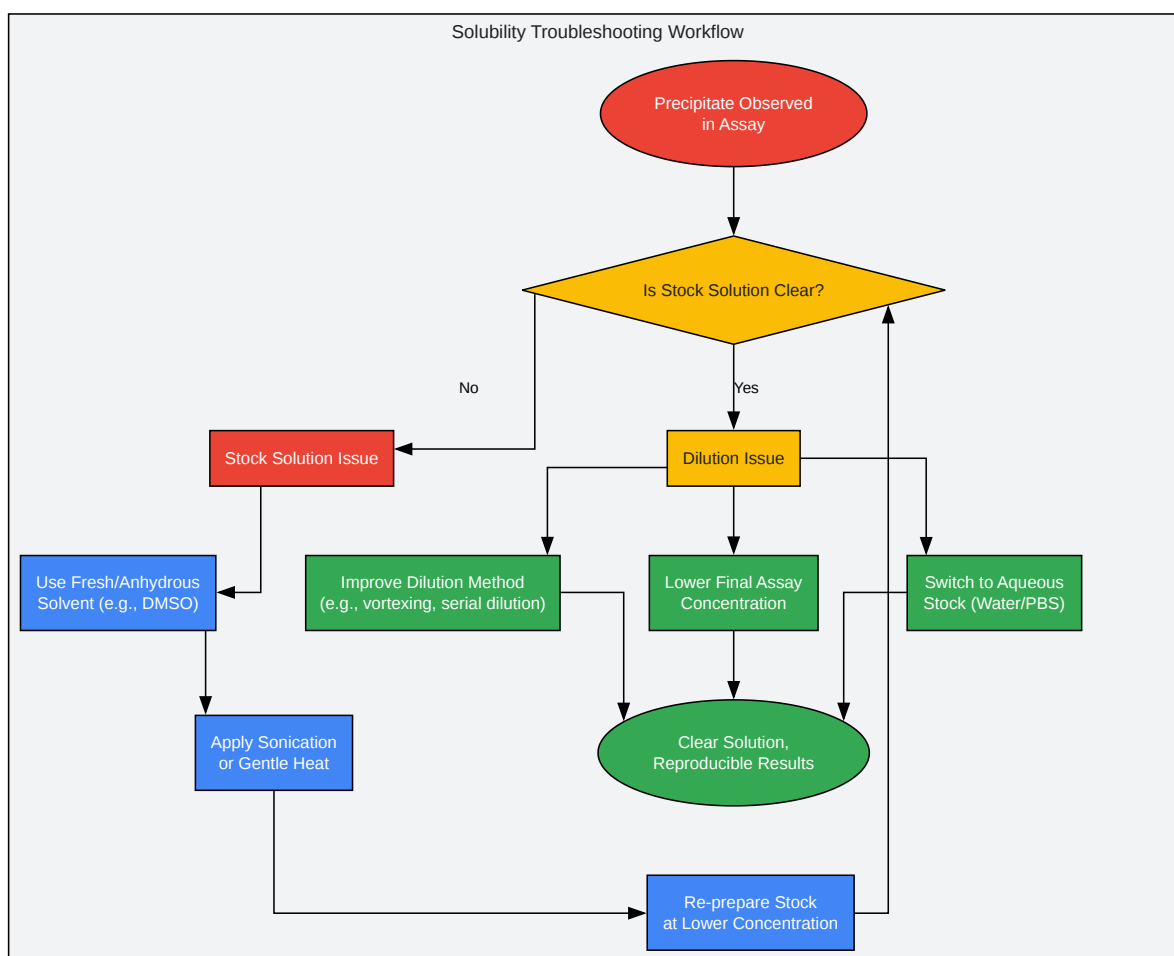 Solubility Troubleshooting Workflow
Precipitate Observed
in Assay
Is Stock Solution Clear?
No
Yes
Stock Solution Issue
Dilution Issue
Use Fresh/Anhydrous
Solvent (e.g., DMSO)
Improve Dilution Method
(e.g., vortexing, serial dilution)
Lower Final Assay
Concentration
Switch to Aqueous
Stock (Water/PBS)
Apply Sonication
or Gentle Heat
Clear Solution,
Reproducible Results
Re-prepare Stock
at Lower Concentration